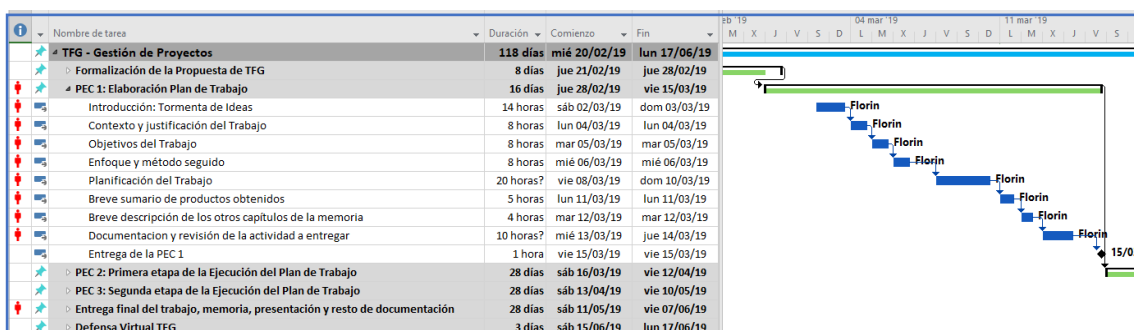 eb '19 04 mar '19 11 mar '19
Nombre de tarea Duración Comienzo Fin M X J V S D L M X J V S D L M X J V S
TFG - Gestión de Proyectos 118 días mié 20/02/19 lun 17/06/19
Formalización de la Propuesta de TFG 8 días jue 21/02/19 jue 28/02/19
PEC 1: Elaboración Plan de Trabajo 16 días jue 28/02/19 vie 15/03/19
Introducción: Tormenta de Ideas 14 horas sáb 02/03/19 dom 03/03/19 Florin
Contexto y justificación del Trabajo 8 horas lun 04/03/19 lun 04/03/19 Florin
Objetivos del Trabajo 8 horas mar 05/03/19 mar 05/03/19 Florin
Enfoque y método seguido 8 horas mié 06/03/19 mié 06/03/19 Florin
Planificación del Trabajo 20 horas? vie 08/03/19 dom 10/03/19 Florin
Breve sumario de productos obtenidos 5 horas lun 11/03/19 lun 11/03/19 Florin
Breve descripción de los otros capítulos de la memoria 4 horas mar 12/03/19 mar 12/03/19 Florin
Documentacion y revisión de la actividad a entregar 10 horas? mié 13/03/19 jue 14/03/19 Florin
Entrega de la PEC 1 1 hora vie 15/03/19 vie 15/03/19 15/0
PEC 2: Primera etapa de la Ejecución del Plan de Trabajo 28 días sáb 16/03/19 vie 12/04/19
PEC 3: Segunda etapa de la Ejecución del Plan de Trabajo 28 días sáb 13/04/19 vie 10/05/19
Entrega final del trabajo, memoria, presentación y resto de documentación 28 días sáb 11/05/19 vie 07/06/19
Defensa Virtual TFG 3 días sáb 15/06/19 lun 17/06/19